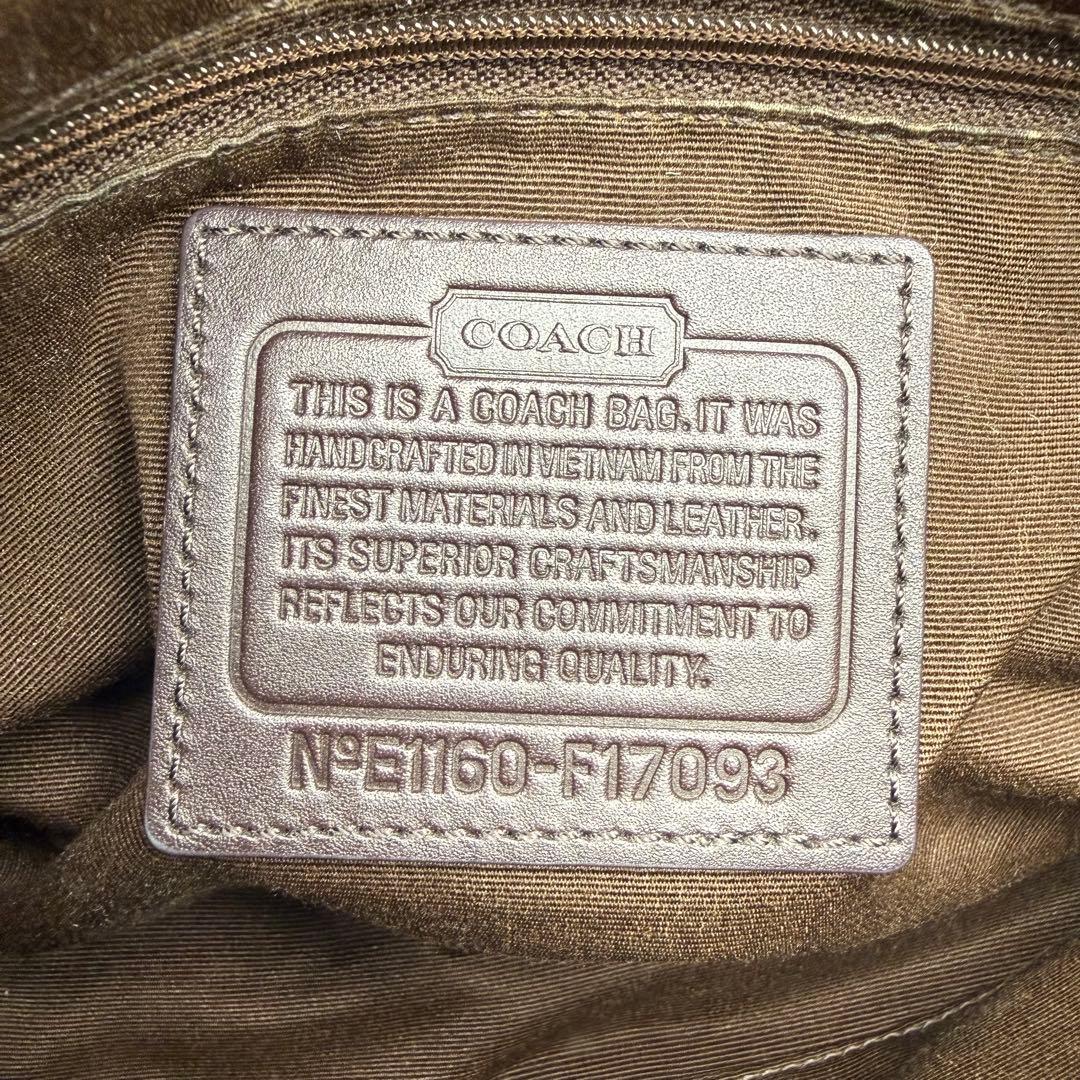 COACH
THIS IS A COACH BAG. IT WAS
HANDCRAFTED IN VIETNAM FROM THE
FINEST MATERIALS AND LEATHER.
ITS SUPERIOR CRAFTSMANSHIP
REFLECTS OUR COMMITMENT TO
ENDURING QUALITY.
NºE1160-F17093